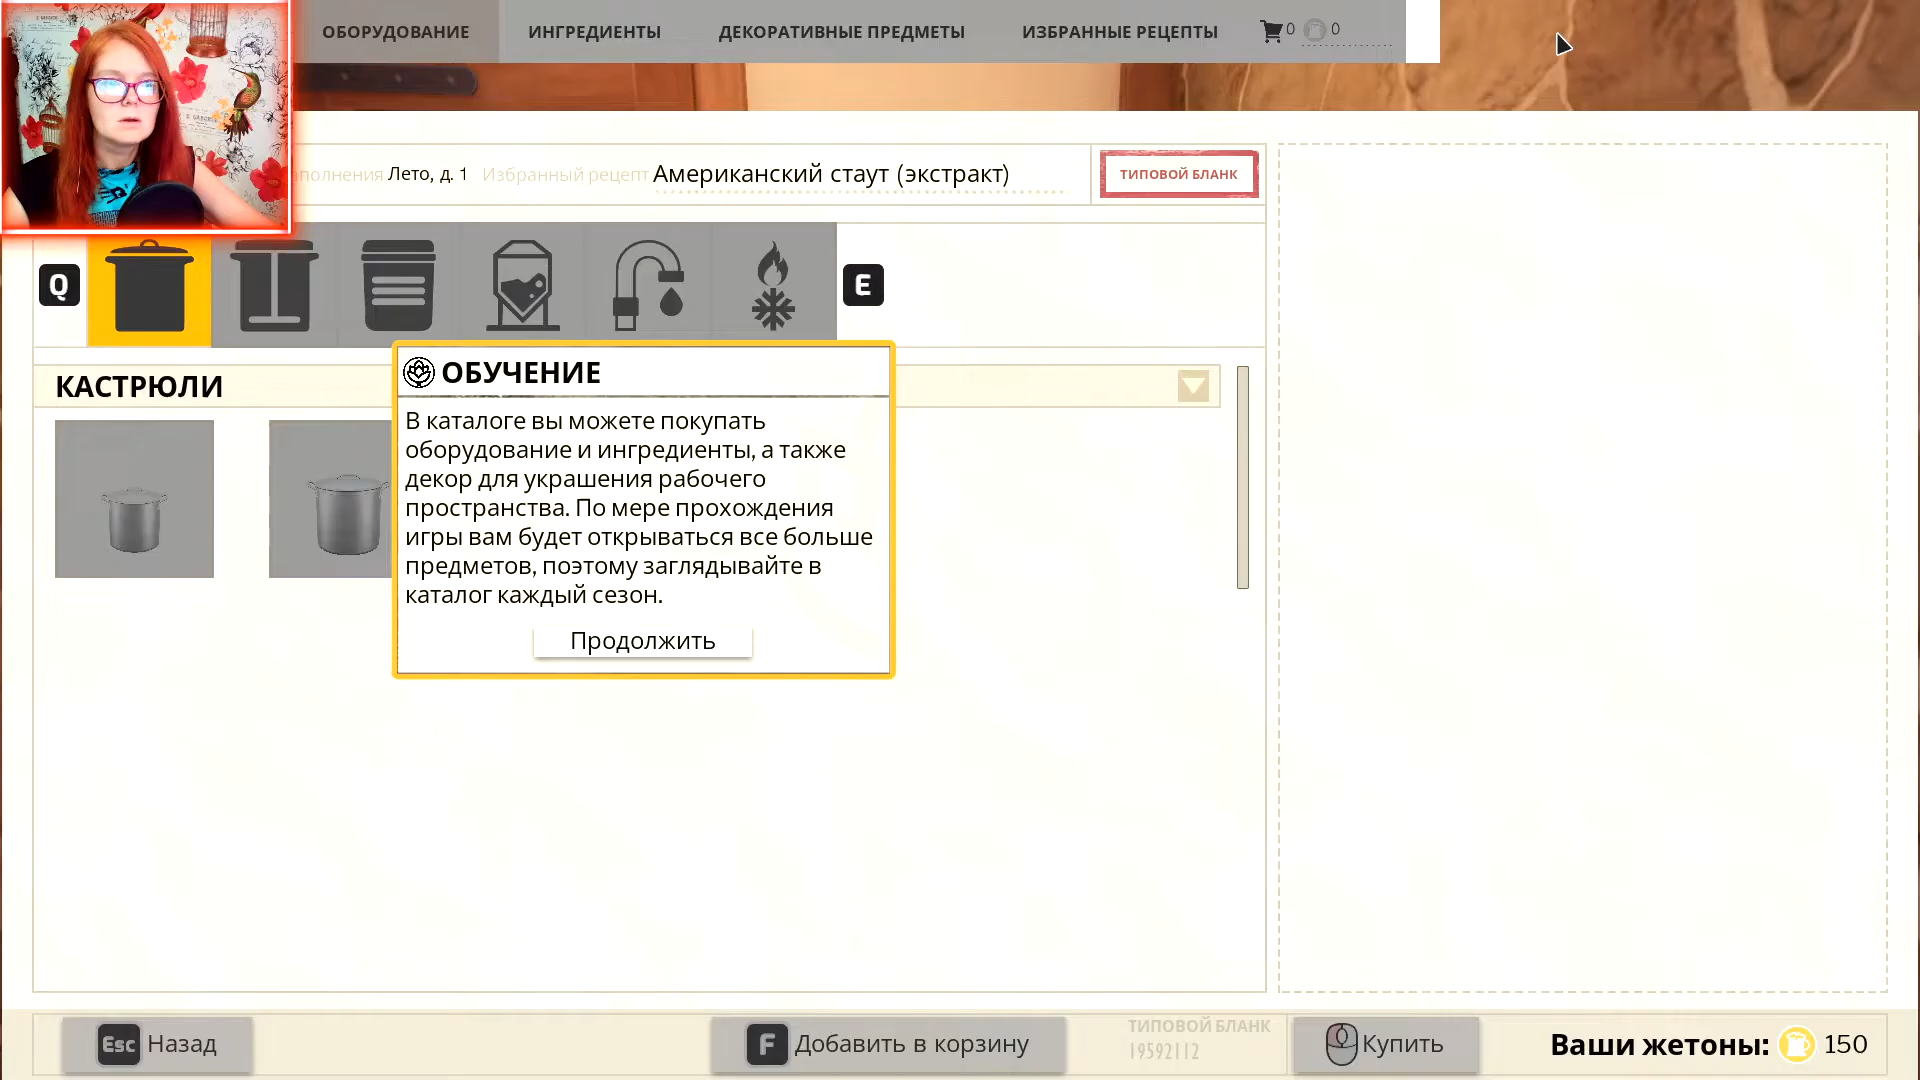 ОБОРУДОВАНИЕ
ИНГРЕДИЕНТЫ
ДЕКОРАТИВНЫЕ ПРЕДМЕТЫ
ИЗБРАННЫЕ РЕЦЕПТЫ
0
0
Лето, д. 1
Избранный рецепт
Американский стаут (экстракт)
ТИПОВОЙ БЛАНК
Q
E
КАСТРЮЛИ
ОБУЧЕНИЕ
В каталоге вы можете покупать
оборудование и ингредиенты, а также
декор для украшения рабочего
пространства. По мере прохождения
игры вам будет открываться все больше
предметов, поэтому заглядывайте в
каталог каждый сезон.
Продолжить
Esc Назад
F Добавить в корзину
ТИПОВОЙ БЛАНК
19592112
Купить
Ваши жетоны: 150